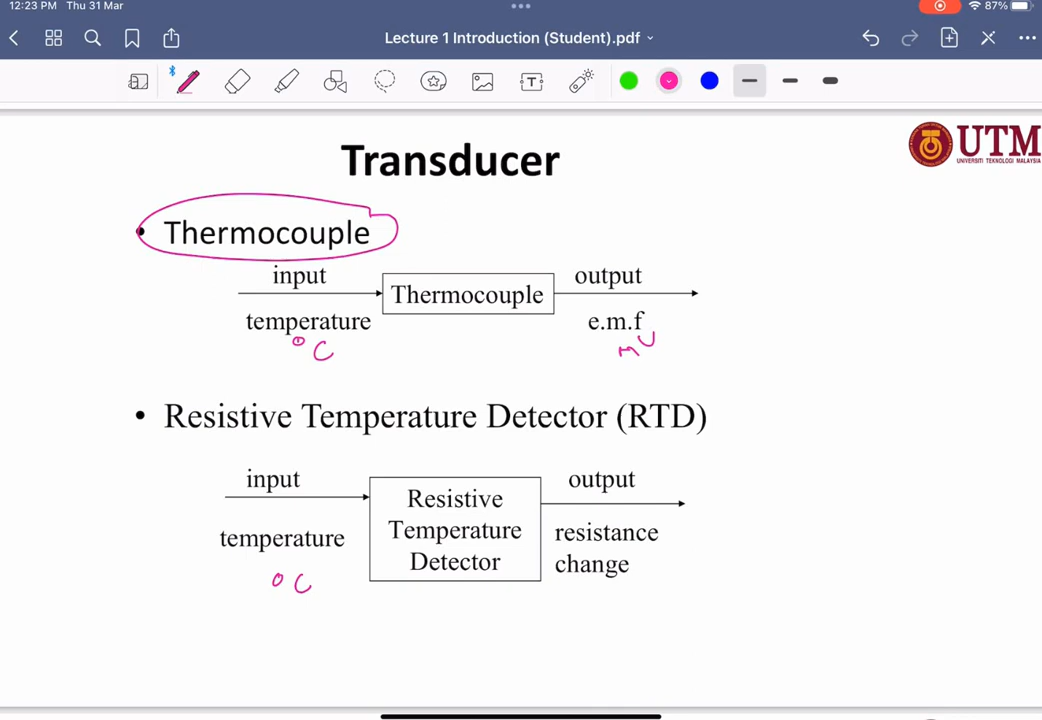 12:23 PM Thu 31 Mar
87%
Lecture 1 Introduction (Student).pdf
Transducer
UTM
UNIVERSITI TEKNOLOGI MALAYSIA
• Thermocouple
input
Thermocouple
output
temperature
e.m.f
°C
mV
• Resistive Temperature Detector (RTD)
input
Resistive
Temperature
Detector
output
temperature
resistance
change
°C